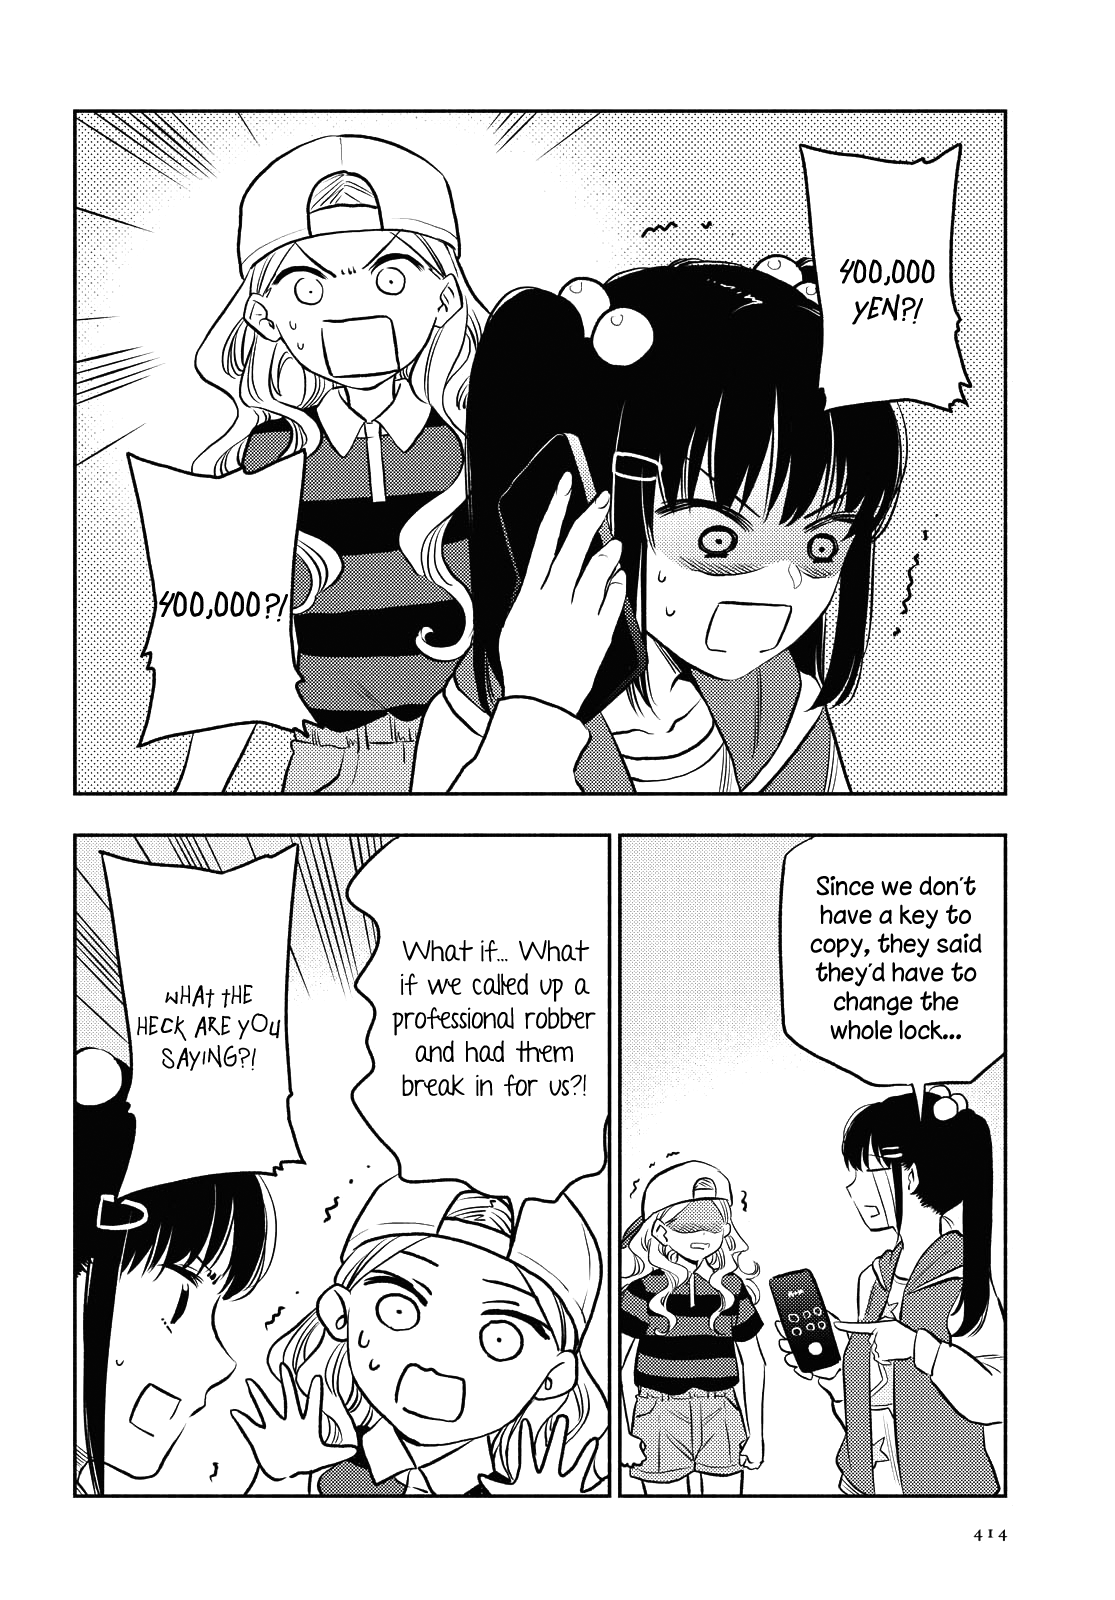 400,000
YEN?!
400,000?!
Since we don't
have a key to
copy, they said
they'd have to
change the
whole lock...
What if... What
if we called up a
professional robber
and had them
break in for us?!
WHAT THE
HECK ARE YOU
SAYING?!
414